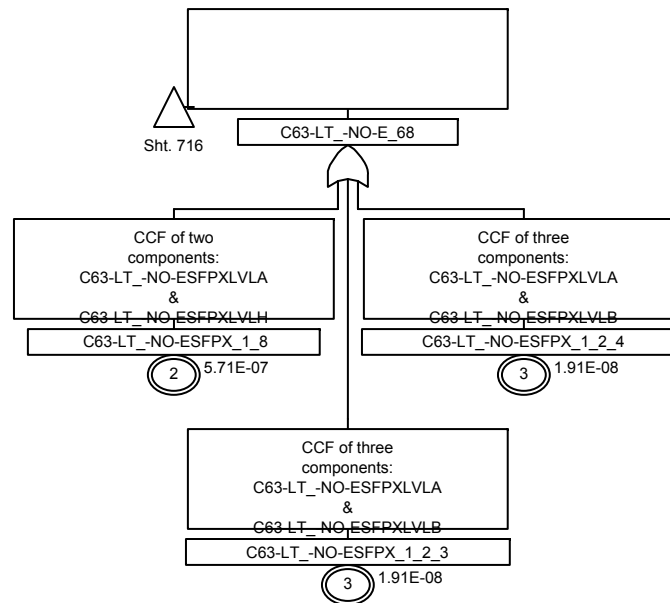 Sht. 716
C63-LT_-NO-E_68
CCF of two
components:
C63-LT_-NO-ESFPXLVLA
&
C63-LT_-NO-ESFPXLVLH
C63-LT_-NO-ESFPX_1_8
2
5.71E-07
CCF of three
components:
C63-LT_-NO-ESFPXLVLA
&
C63-LT_-NO-ESFPXLVLB
C63-LT_-NO-ESFPX_1_2_4
3
1.91E-08
CCF of three
components:
C63-LT_-NO-ESFPXLVLA
&
C63-LT_-NO-ESFPXLVLB
C63-LT_-NO-ESFPX_1_2_3
3
1.91E-08